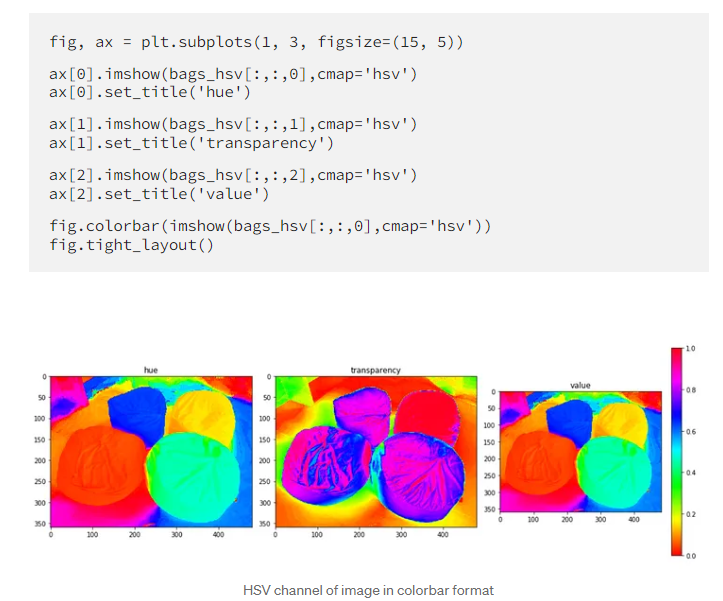 fig, ax = plt.subplots(1, 3, figsize=(15, 5))
ax[0].imshow(bags_hsv[:,:,0],cmap='hsv')
ax[0].set_title('hue')
ax[1].imshow(bags_hsv[:,:,1],cmap='hsv')
ax[1].set_title('transparency')
ax[2].imshow(bags_hsv[:,:,2],cmap='hsv')
ax[2].set_title('value')
fig.colorbar(imshow(bags_hsv[:,:,0],cmap='hsv'))
fig.tight_layout()
hue
0
50
100
150
200
250
300
350
0 100 200 300 400
transparency
0
50
100
150
200
250
300
350
0 100 200 300 400
value
0
50
100
150
200
250
300
350
0 100 200 300 400
1.0
0.8
0.6
0.4
0.2
0.0
HSV channel of image in colorbar format